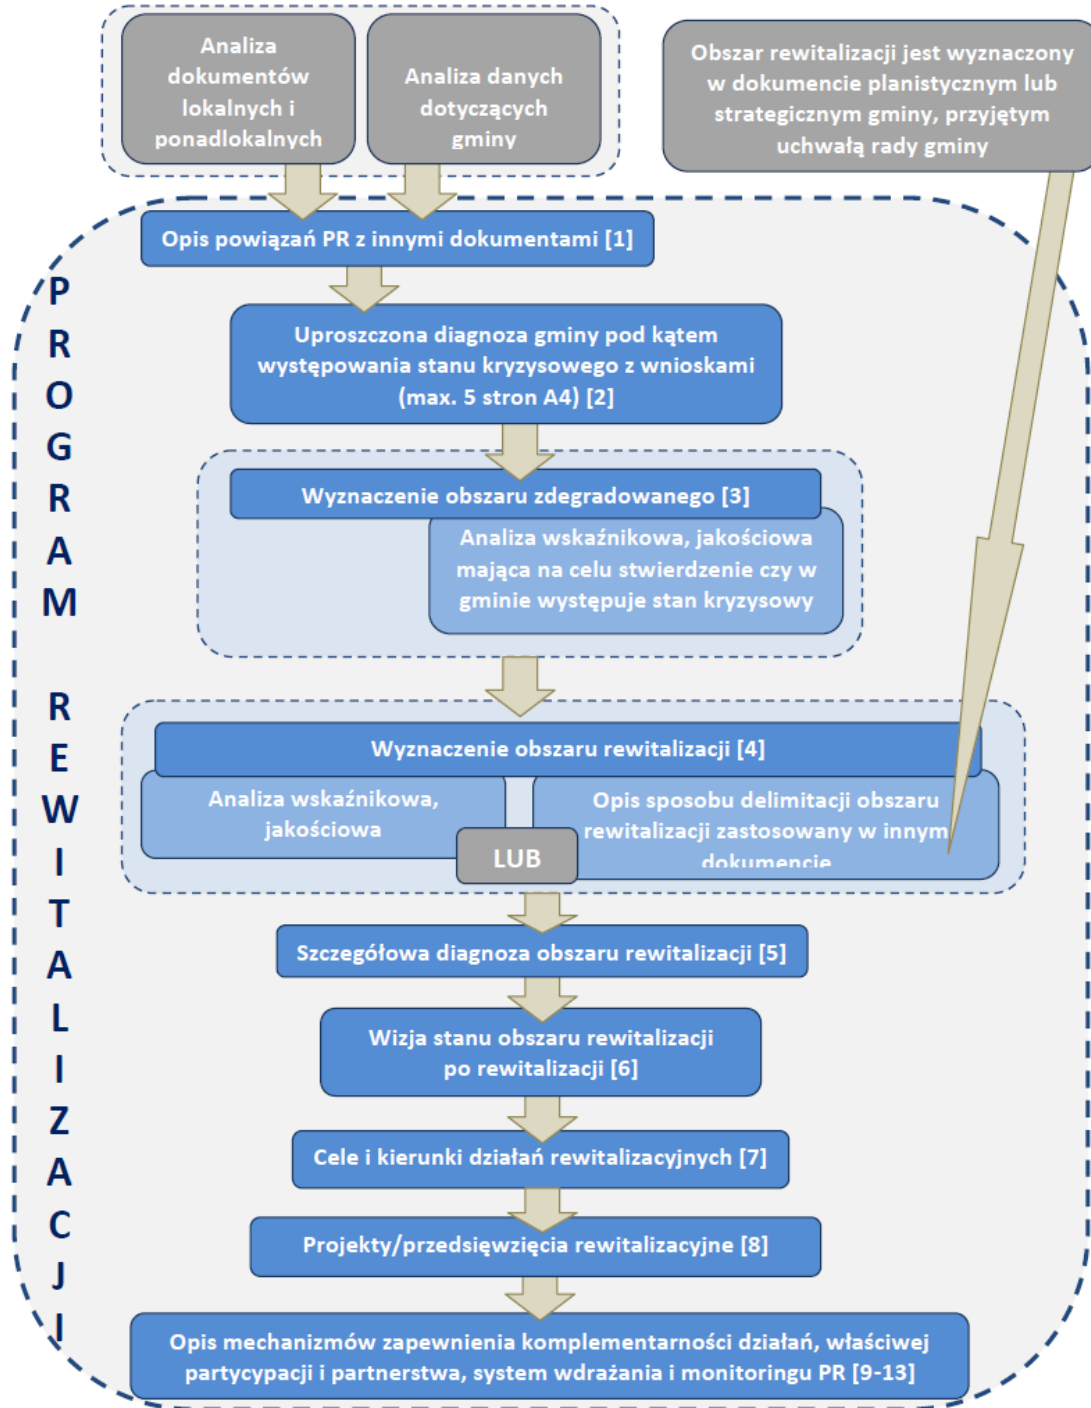 Analiza
dokumentów
lokalnych i
ponadlokalnych
Analiza danych
dotyczących
gminy
Obszar rewitalizacji jest wyznaczony
w dokumencie planistycznym lub
strategicznym gminy, przyjętym
uchwałą rady gminy
PROGRAM REWITALIZACJI
Opis powiązań PR z innymi dokumentami [1]
Uproszczona diagnoza gminy pod kątem
występowania stanu kryzysowego z wnioskami
(max. 5 stron A4) [2]
Wyznaczenie obszaru zdegradowanego [3]
Analiza wskaźnikowa, jakościowa
mająca na celu stwierdzenie czy w
gminie występuje stan kryzysowy
Wyznaczenie obszaru rewitalizacji [4]
Analiza wskaźnikowa,
jakościowa
LUB
Opis sposobu delimitacji obszaru
rewitalizacji zastosowany w innym
dokumencie
Szczegółowa diagnoza obszaru rewitalizacji [5]
Wizja stanu obszaru rewitalizacji
po rewitalizacji [6]
Cele i kierunki działań rewitalizacyjnych [7]
Projekty/przedsięwzięcia rewitalizacyjne [8]
Opis mechanizmów zapewnienia komplementarności działań, właściwej
partycypacji i partnerstwa, system wdrażania i monitoringu PR [9-13]